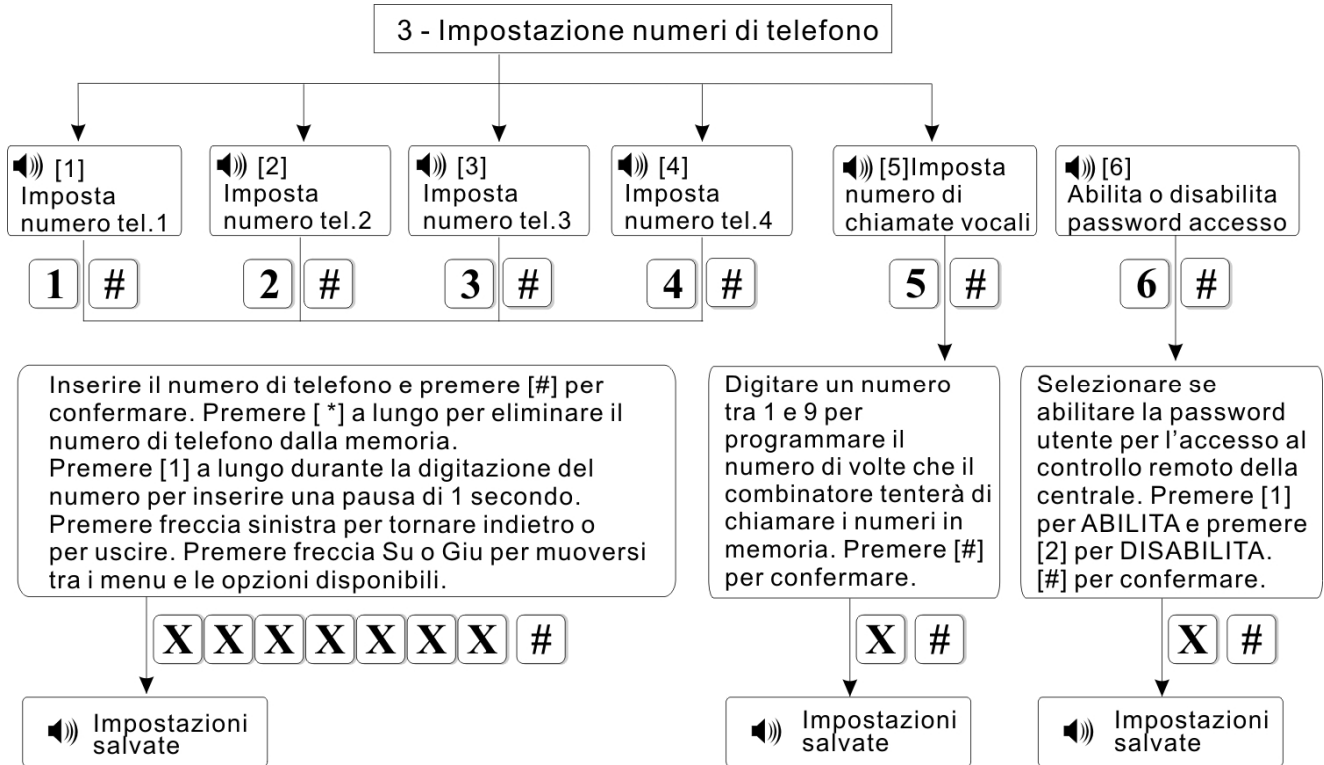 3 - Impostazione numeri di telefono
[1]
Imposta
numero tel.1
[2]
Imposta
numero tel.2
[3]
Imposta
numero tel.3
[4]
Imposta
numero tel.4
[5]Imposta
numero di
chiamate vocali
[6]
Abilita o disabilita
password accesso
1 #
2 #
3 #
4 #
5 #
6 #
Inserire il numero di telefono e premere [#] per
confermare. Premere [ *] a lungo per eliminare il
numero di telefono dalla memoria.
Premere [1] a lungo durante la digitazione del
numero per inserire una pausa di 1 secondo.
Premere freccia sinistra per tornare indietro o
per uscire. Premere freccia Su o Giu per muoversi
tra i menu e le opzioni disponibili.
Digitare un numero
tra 1 e 9 per
programmare il
numero di volte che il
combinatore tenterà di
chiamare i numeri in
memoria. Premere [#]
per confermare.
Selezionare se
abilitare la password
utente per l'accesso al
controllo remoto della
centrale. Premere [1]
per ABILITA e premere
[2] per DISABILITA.
[#] per confermare.
X X X X X X X #
X #
X #
Impostazioni
salvate
Impostazioni
salvate
Impostazioni
salvate